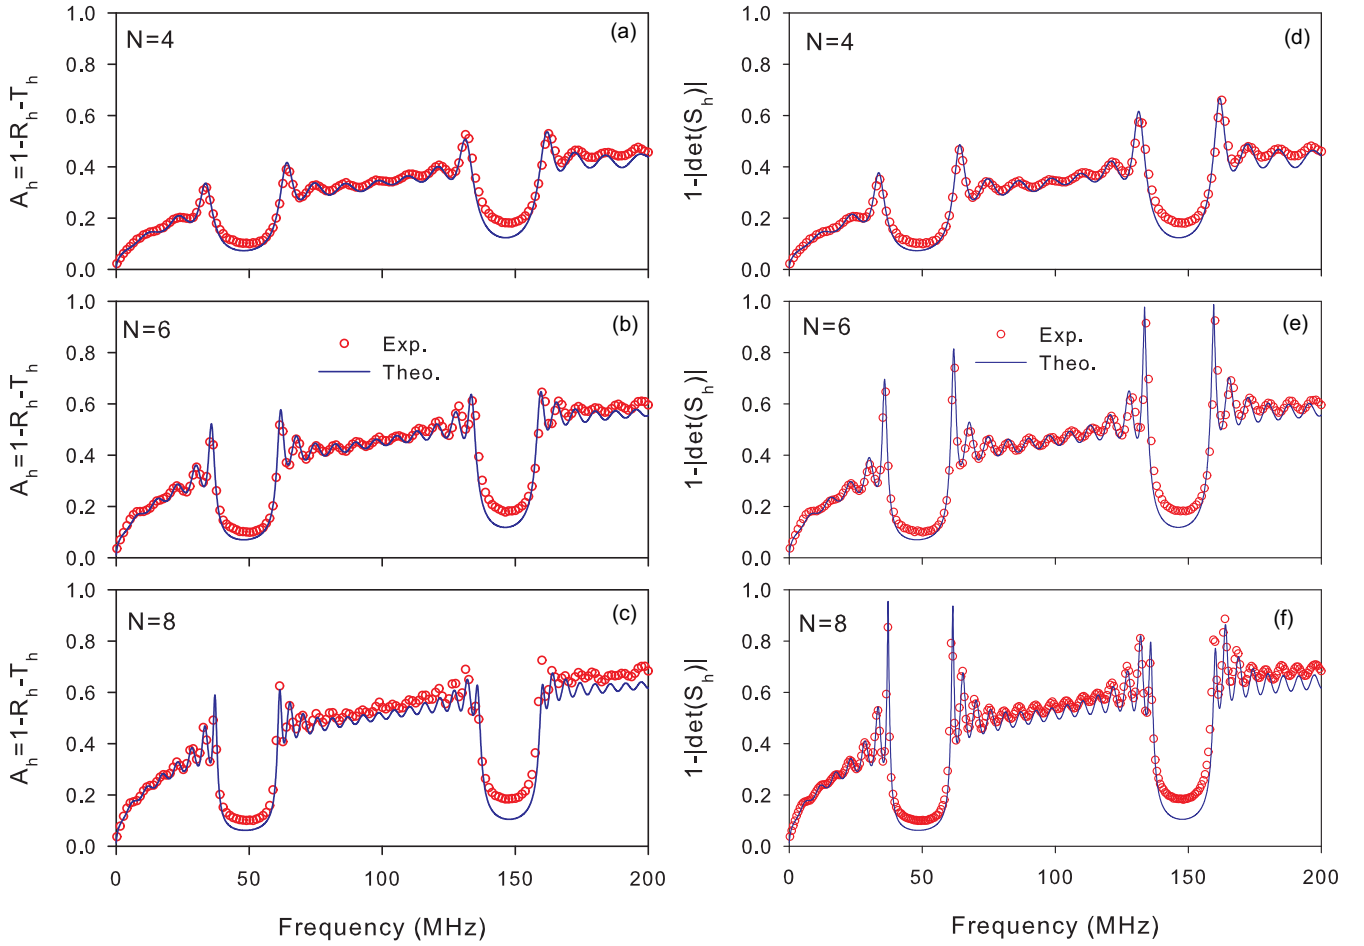 N=4
(a)
1.0
0.8
0.6
0.4
0.2
0.0
A_h=1-R_h-T_h
N=4
(d)
1.0
0.8
0.6
0.4
0.2
0.0
1-|det(S_h)|
N=6
(b)
Exp.
Theo.
1.0
0.8
0.6
0.4
0.2
0.0
A_h=1-R_h-T_h
N=6
(e)
Exp.
Theo.
1.0
0.8
0.6
0.4
0.2
0.0
1-|det(S_h)|
N=8
(c)
1.0
0.8
0.6
0.4
0.2
0.0
A_h=1-R_h-T_h
0 50 100 150 200
Frequency (MHz)
N=8
(f)
1.0
0.8
0.6
0.4
0.2
0.0
1-|det(S_h)|
0 50 100 150 200
Frequency (MHz)